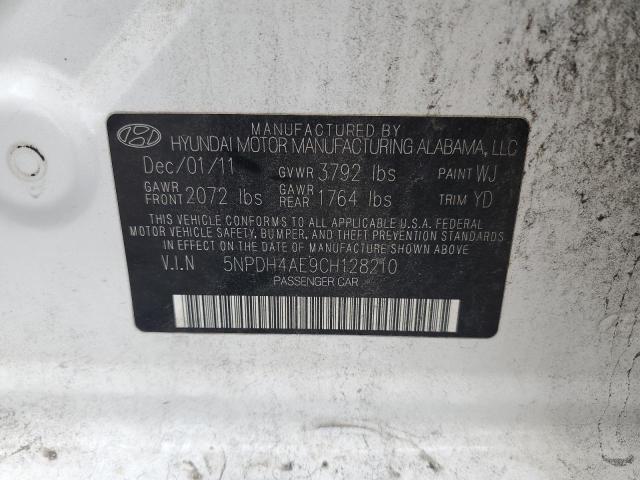 MANUFACTURED BY
HYUNDAI MOTOR MANUFACTURING ALABAMA, LLC
Dec/01/11 GVWR 3792 lbs PAINT WJ
GAWR FRONT 2072 lbs GAWR REAR 1764 lbs TRIM YD
THIS VEHICLE CONFORMS TO ALL APPLICABLE U.S.A. FEDERAL
MOTOR VEHICLE SAFETY, BUMPER, AND THEFT PREVENTION STANDARDS
IN EFFECT ON THE DATE OF MANUFACTURE SHOWN ABOVE
V.I.N 5NPDH4AE9CH128210
PASSENGER CAR